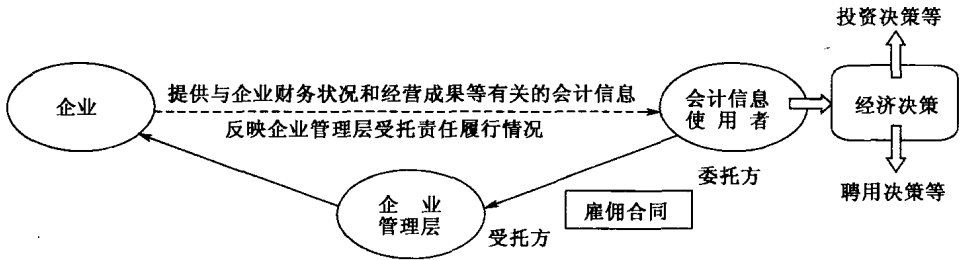 投资决策等
企业
提供与企业财务状况和经营成果等有关的会计信息
反映企业管理层受托责任履行情况
会计信息
使用者
经济决策
委托方
聘用决策等
企业
管理层
受托方
雇佣合同